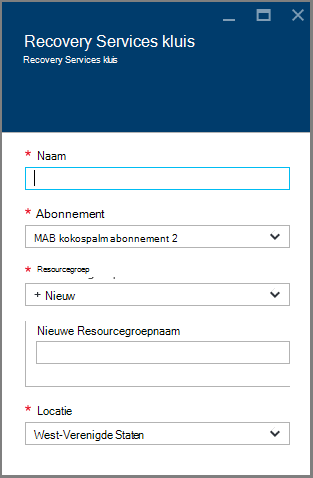 Recovery Services kluis
Recovery Services kluis
* Naam
* Abonnement
MAB kokospalm abonnement 2
* Resourcegroep
+ Nieuw
Nieuwe Resourcegroepnaam
* Locatie
West-Verenigde Staten